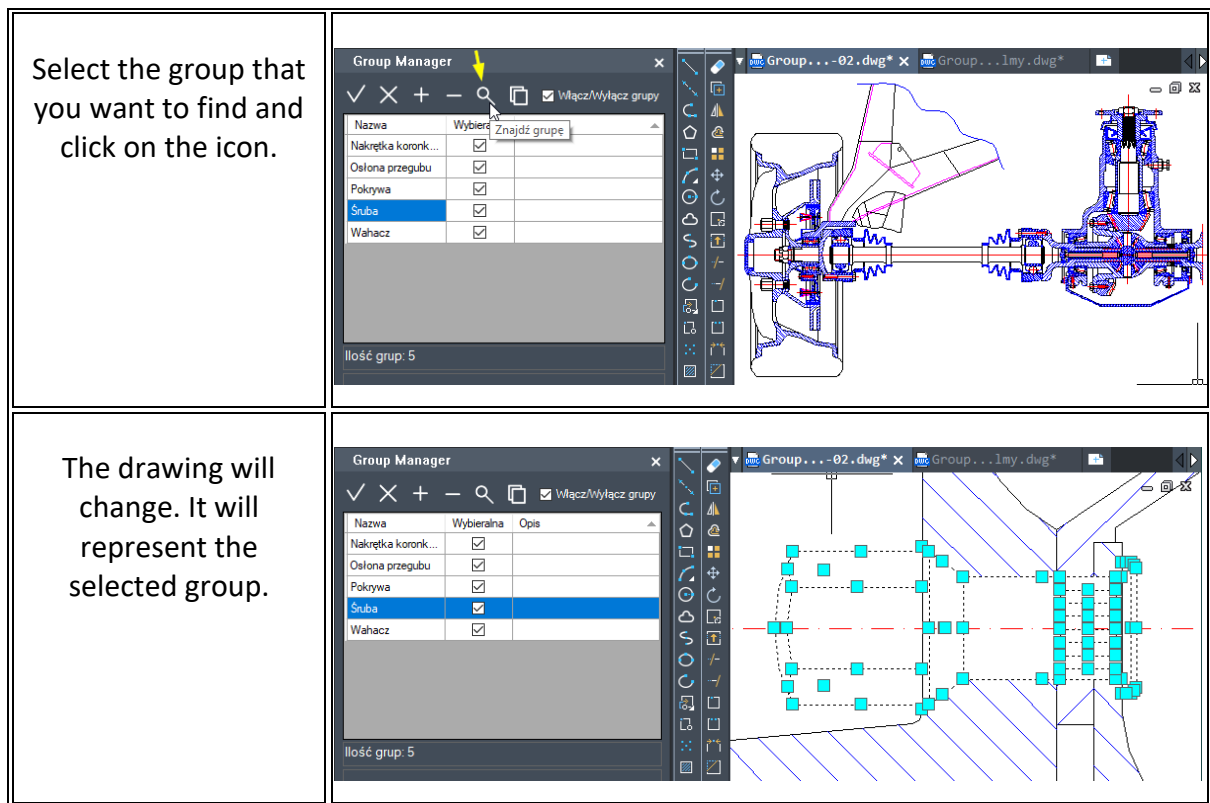 Select the group that
you want to find and
click on the icon.
Group Manager
Włącz/Wyłącz grupy
Znajdź grupę
Nazwa Wybiera
Nakrętka koronk...
Osłona przegubu
Pokrywa
Śruba
Wahacz
Ilość grup: 5
Group...-02.dwg* Group...lmy.dwg*
The drawing will
change. It will
represent the
selected group.
Group Manager
Włącz/Wyłącz grupy
Nazwa Wybieralna Opis
Nakrętka koronk...
Osłona przegubu
Pokrywa
Śruba
Wahacz
Ilość grup: 5
Group...-02.dwg* Group...lmy.dwg*